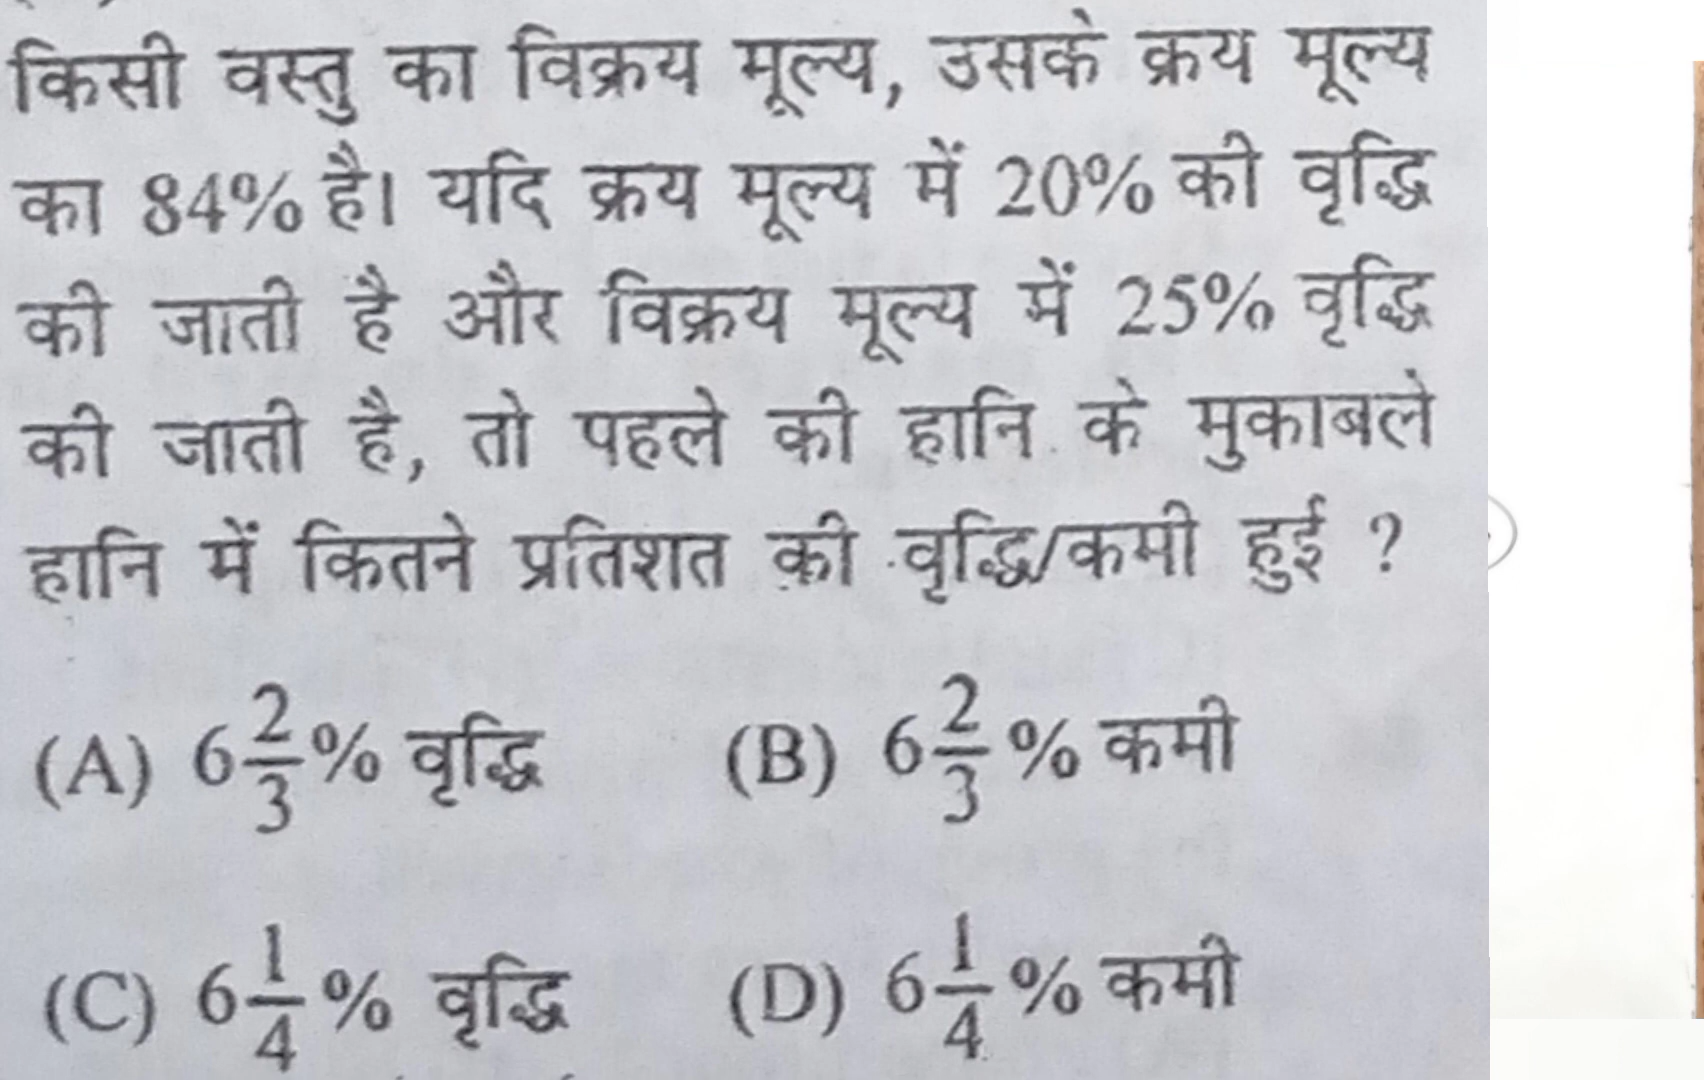 किसी वस्तु का विक्रय मूल्य, उसके क्रय मूल्य
का 84% है। यदि क्रय मूल्य में 20% की वृद्धि
की जाती है और विक्रय मूल्य में 25% वृद्धि
की जाती है, तो पहले की हानि के मुकाबले
हानि में कितने प्रतिशत की वृद्धि/कमी हुई ?
(A) 6 2/3 % वृद्धि (B) 6 2/3 % कमी
(C) 6 1/4 % वृद्धि (D) 6 1/4 % कमी